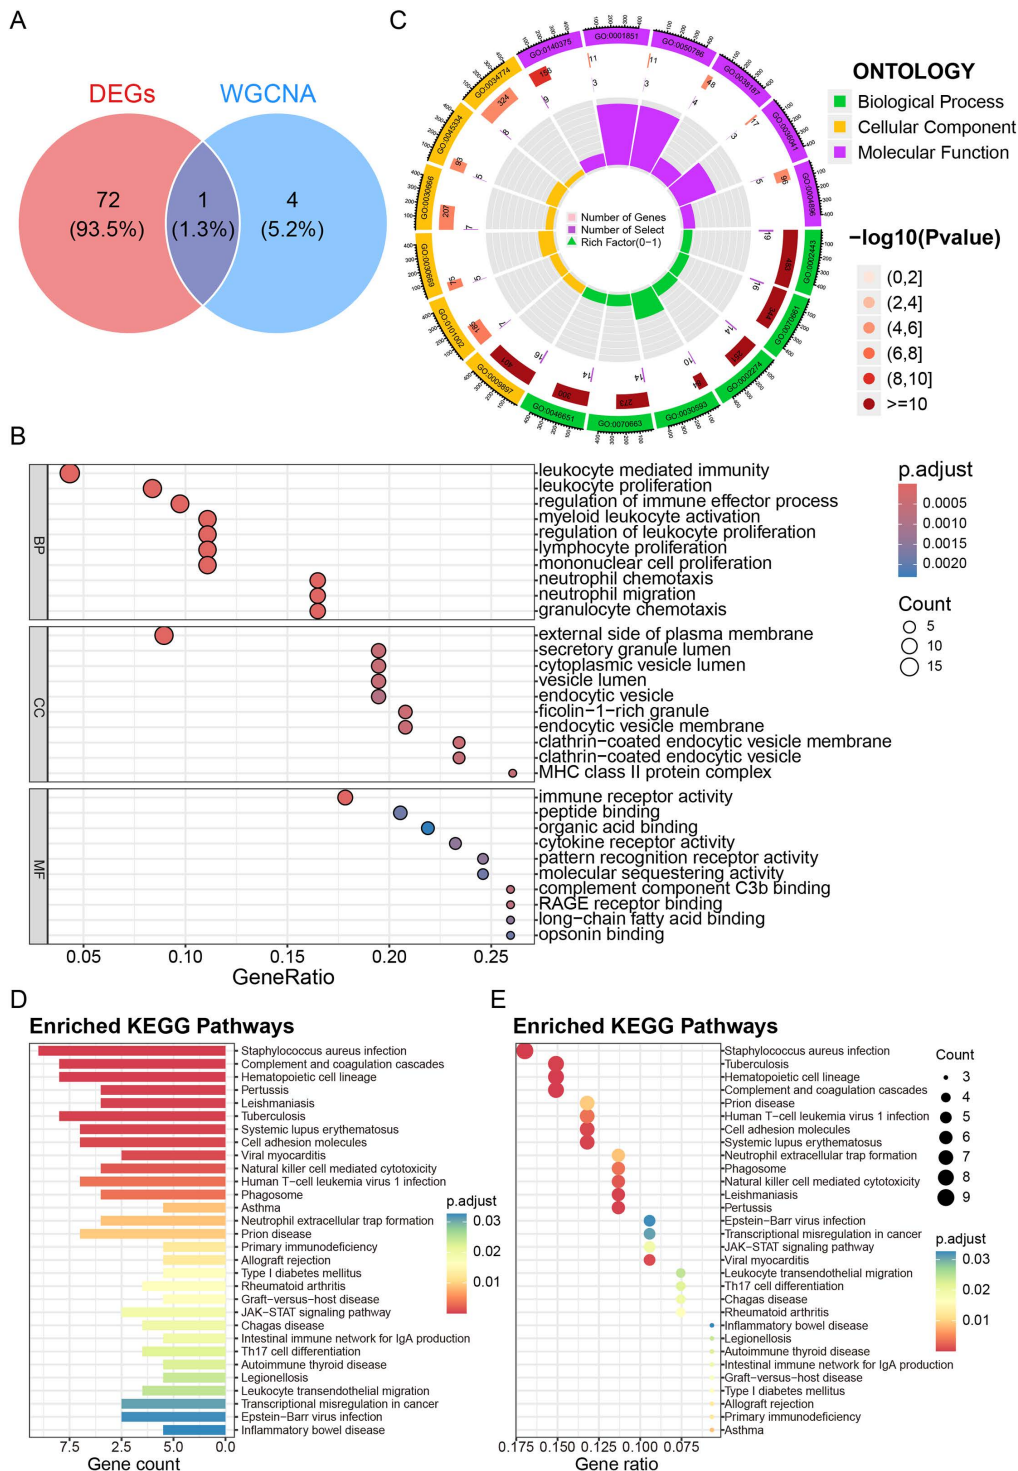 A
DEGs
WGCNA
72
(93.5%)
1
(1.3%)
4
(5.2%)
C
GO:0001851
GO:0050786
GO:0038187
GO:0035041
GO:0004896
GO:0002443
GO:0070661
GO:0002274
GO:0030593
GO:0070663
GO:0046651
GO:0009897
GO:0101002
GO:0030669
GO:0030666
GO:0045334
GO:0034774
GO:0140375
Number of Genes
Number of Select
Rich Factor(0−1)
ONTOLOGY
Biological Process
Cellular Component
Molecular Function
−log10(Pvalue)
(0,2]
(2,4]
(4,6]
(6,8]
(8,10]
>=10
B
BP
leukocyte mediated immunity
leukocyte proliferation
regulation of immune effector process
myeloid leukocyte activation
regulation of leukocyte proliferation
lymphocyte proliferation
mononuclear cell proliferation
neutrophil chemotaxis
neutrophil migration
granulocyte chemotaxis
CC
external side of plasma membrane
secretory granule lumen
cytoplasmic vesicle lumen
vesicle lumen
endocytic vesicle
ficolin−1−rich granule
endocytic vesicle membrane
clathrin−coated endocytic vesicle membrane
clathrin−coated endocytic vesicle
MHC class II protein complex
MF
immune receptor activity
peptide binding
organic acid binding
cytokine receptor activity
pattern recognition receptor activity
molecular sequestering activity
complement component C3b binding
RAGE receptor binding
long−chain fatty acid binding
opsonin binding
0.05 0.10 0.15 0.20 0.25
GeneRatio
p.adjust
0.0005
0.0010
0.0015
0.0020
Count
5
10
15
D
Enriched KEGG Pathways
Staphylococcus aureus infection
Complement and coagulation cascades
Hematopoietic cell lineage
Pertussis
Leishmaniasis
Tuberculosis
Systemic lupus erythematosus
Cell adhesion molecules
Viral myocarditis
Natural killer cell mediated cytotoxicity
Human T−cell leukemia virus 1 infection
Phagosome
Asthma
Neutrophil extracellular trap formation
Prion disease
Primary immunodeficiency
Allograft rejection
Type I diabetes mellitus
Rheumatoid arthritis
Graft−versus−host disease
JAK−STAT signaling pathway
Chagas disease
Intestinal immune network for IgA production
Th17 cell differentiation
Autoimmune thyroid disease
Legionellosis
Leukocyte transendothelial migration
Transcriptional misregulation in cancer
Epstein−Barr virus infection
Inflammatory bowel disease
7.5 2.5 5.0 0.0
Gene count
p.adjust
0.03
0.02
0.01
E
Enriched KEGG Pathways
Staphylococcus aureus infection
Tuberculosis
Hematopoietic cell lineage
Complement and coagulation cascades
Prion disease
Human T−cell leukemia virus 1 infection
Cell adhesion molecules
Systemic lupus erythematosus
Neutrophil extracellular trap formation
Phagosome
Natural killer cell mediated cytotoxicity
Leishmaniasis
Pertussis
Epstein−Barr virus infection
Transcriptional misregulation in cancer
JAK−STAT signaling pathway
Viral myocarditis
Leukocyte transendothelial migration
Th17 cell differentiation
Chagas disease
Rheumatoid arthritis
Inflammatory bowel disease
Legionellosis
Autoimmune thyroid disease
Intestinal immune network for IgA production
Graft−versus−host disease
Type I diabetes mellitus
Allograft rejection
Primary immunodeficiency
Asthma
0.175 0.150 0.125 0.100 0.075
Gene ratio
Count
3
4
5
6
7
8
9
p.adjust
0.03
0.02
0.01